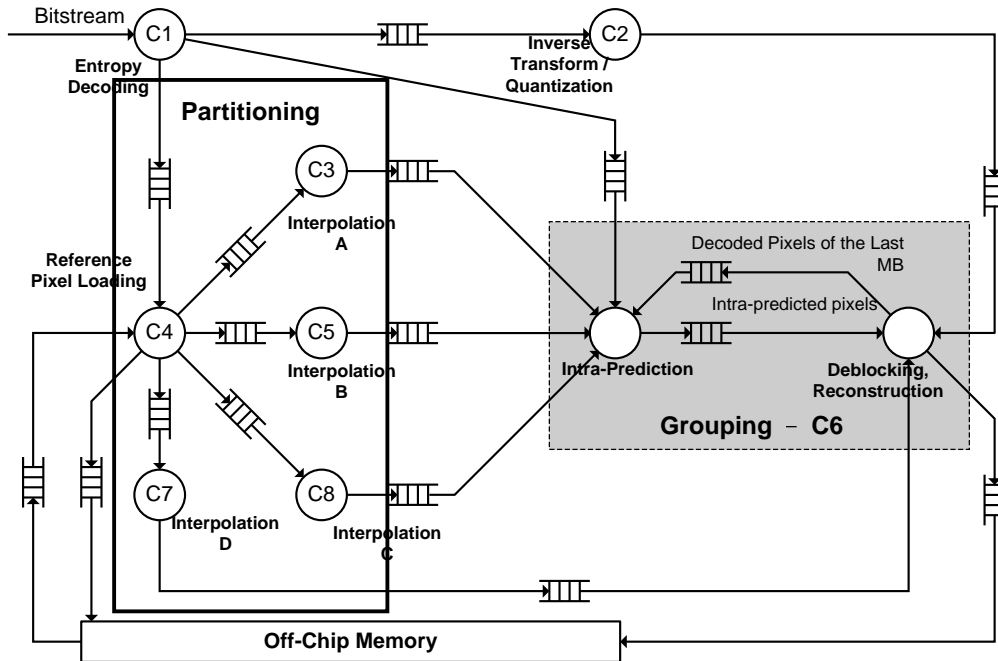 Bitstream
C1
C2
Entropy
Decoding
Inverse
Transform /
Quantization
Partitioning
C3
Interpolation
A
Reference
Pixel Loading
Decoded Pixels of the Last
MB
Intra-predicted pixels
C4
C5
Interpolation
B
Intra-Prediction
Deblocking,
Reconstruction
Grouping – C6
C7
Interpolation
D
C8
Interpolation
C
Off-Chip Memory